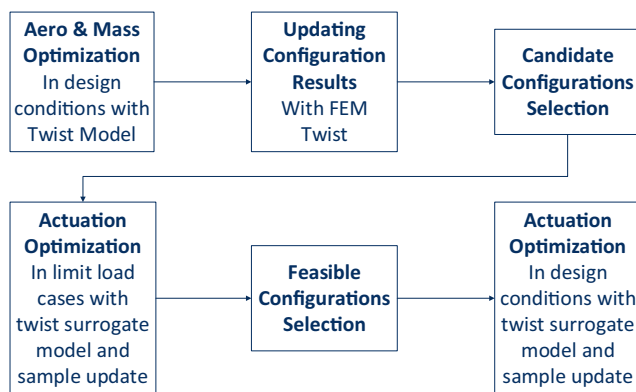 Aero & Mass
Optimization
In design
conditions with
Twist Model
Updating
Configuration
Results
With FEM
Twist
Candidate
Configurations
Selection
Actuation
Optimization
In limit load
cases with
twist surrogate
model and
sample update
Feasible
Configurations
Selection
Actuation
Optimization
In design
conditions with
twist surrogate
model and
sample update